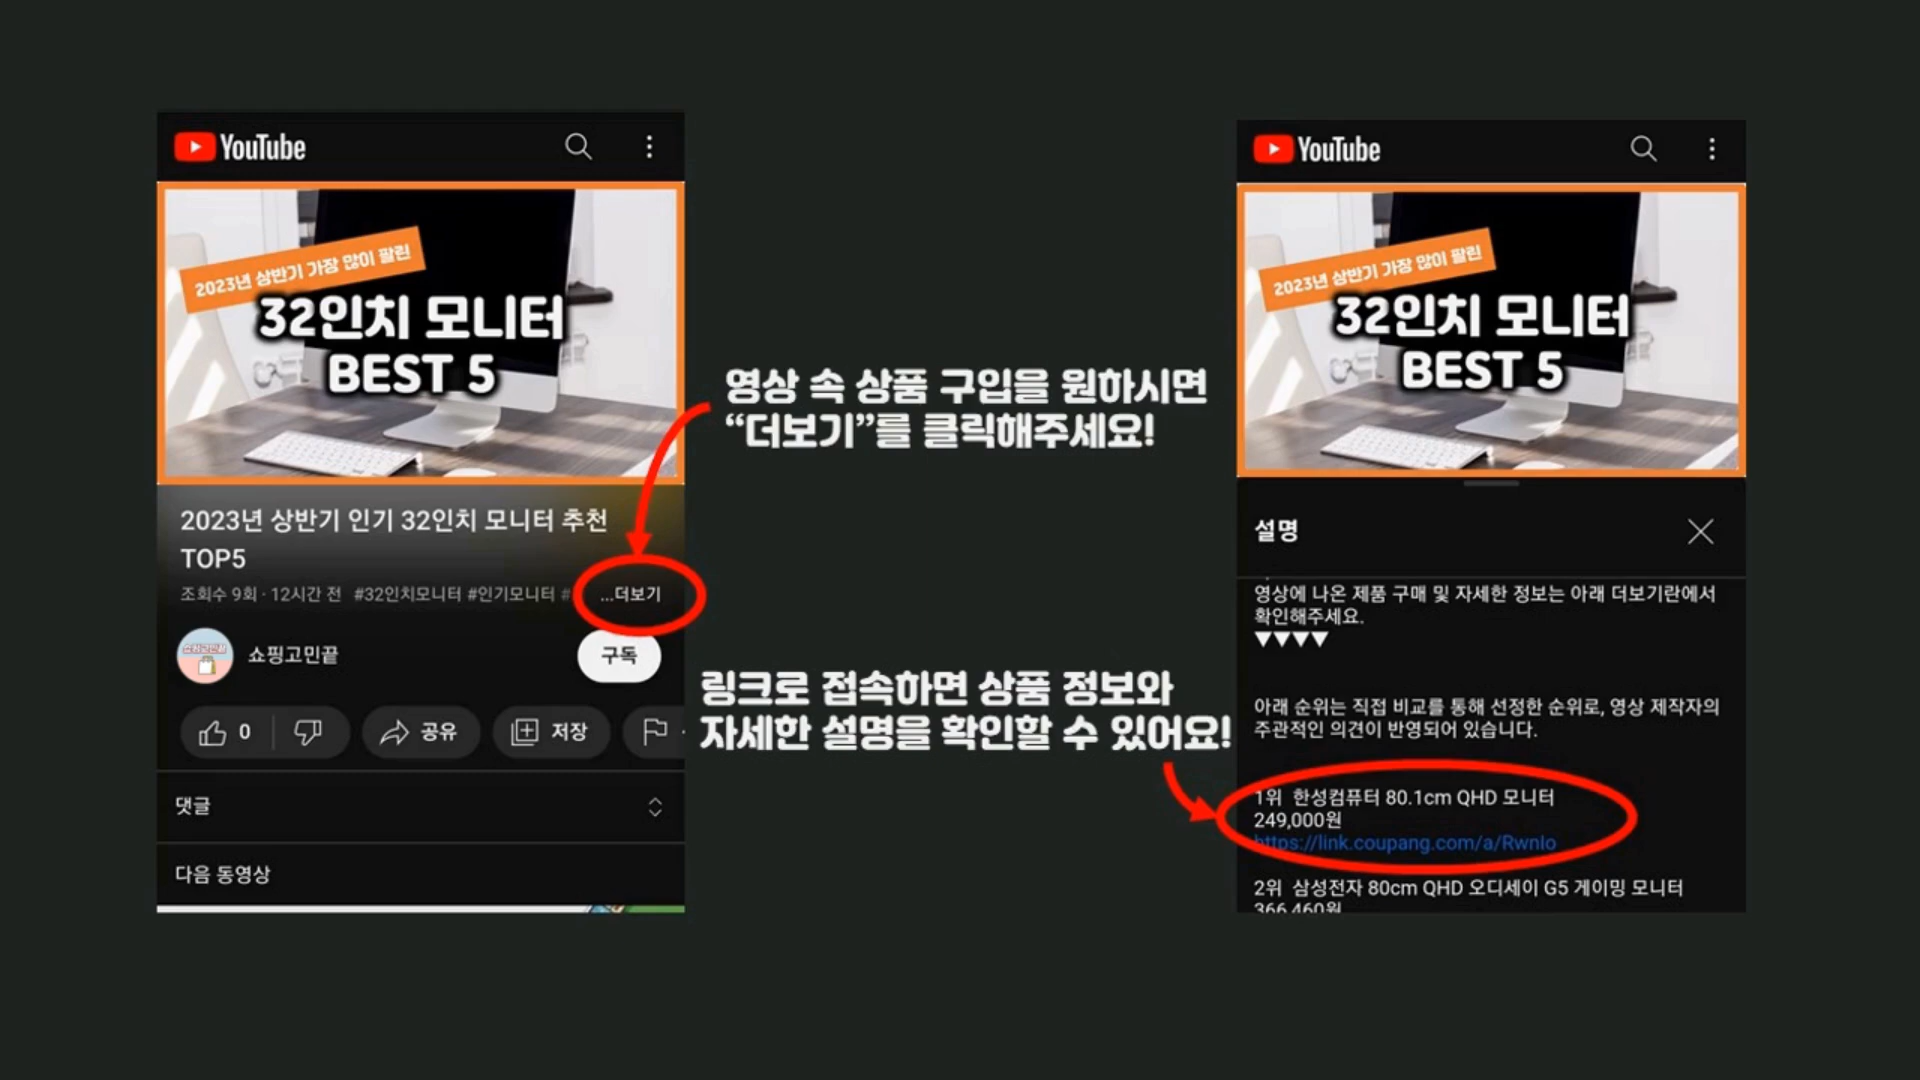 YouTube
2023년 상반기 가장 많이 팔린
32인치 모니터
BEST 5
2023년 상반기 인기 32인치 모니터 추천
TOP5
조회수 9회 · 12시간 전 #32인치모니터 #인기모니터 # ...더보기
쇼핑고민끝
쇼핑고민끝
구독
0
공유
저장
댓글
다음 동영상
영상 속 상품 구입을 원하시면
“더보기”를 클릭해주세요!
링크로 접속하면 상품 정보와
자세한 설명을 확인할 수 있어요!
YouTube
2023년 상반기 가장 많이 팔린
32인치 모니터
BEST 5
설명
영상에 나온 제품 구매 및 자세한 정보는 아래 더보기란에서
확인해주세요.
▼▼▼▼
아래 순위는 직접 비교를 통해 선정한 순위로, 영상 제작자의
주관적인 의견이 반영되어 있습니다.
1위 한성컴퓨터 80.1cm QHD 모니터
249,000원
https://link.coupang.com/a/RwnIo
2위 삼성전자 80cm QHD 오디세이 G5 게이밍 모니터
366,460원